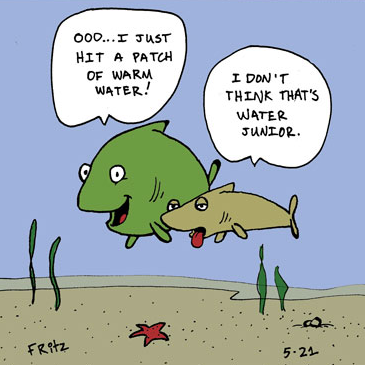 OOO...I JUST
HIT A PATCH
OF WARM
WATER!
I DON'T
THINK THAT'S
WATER
JUNIOR.
FRitz
5-21